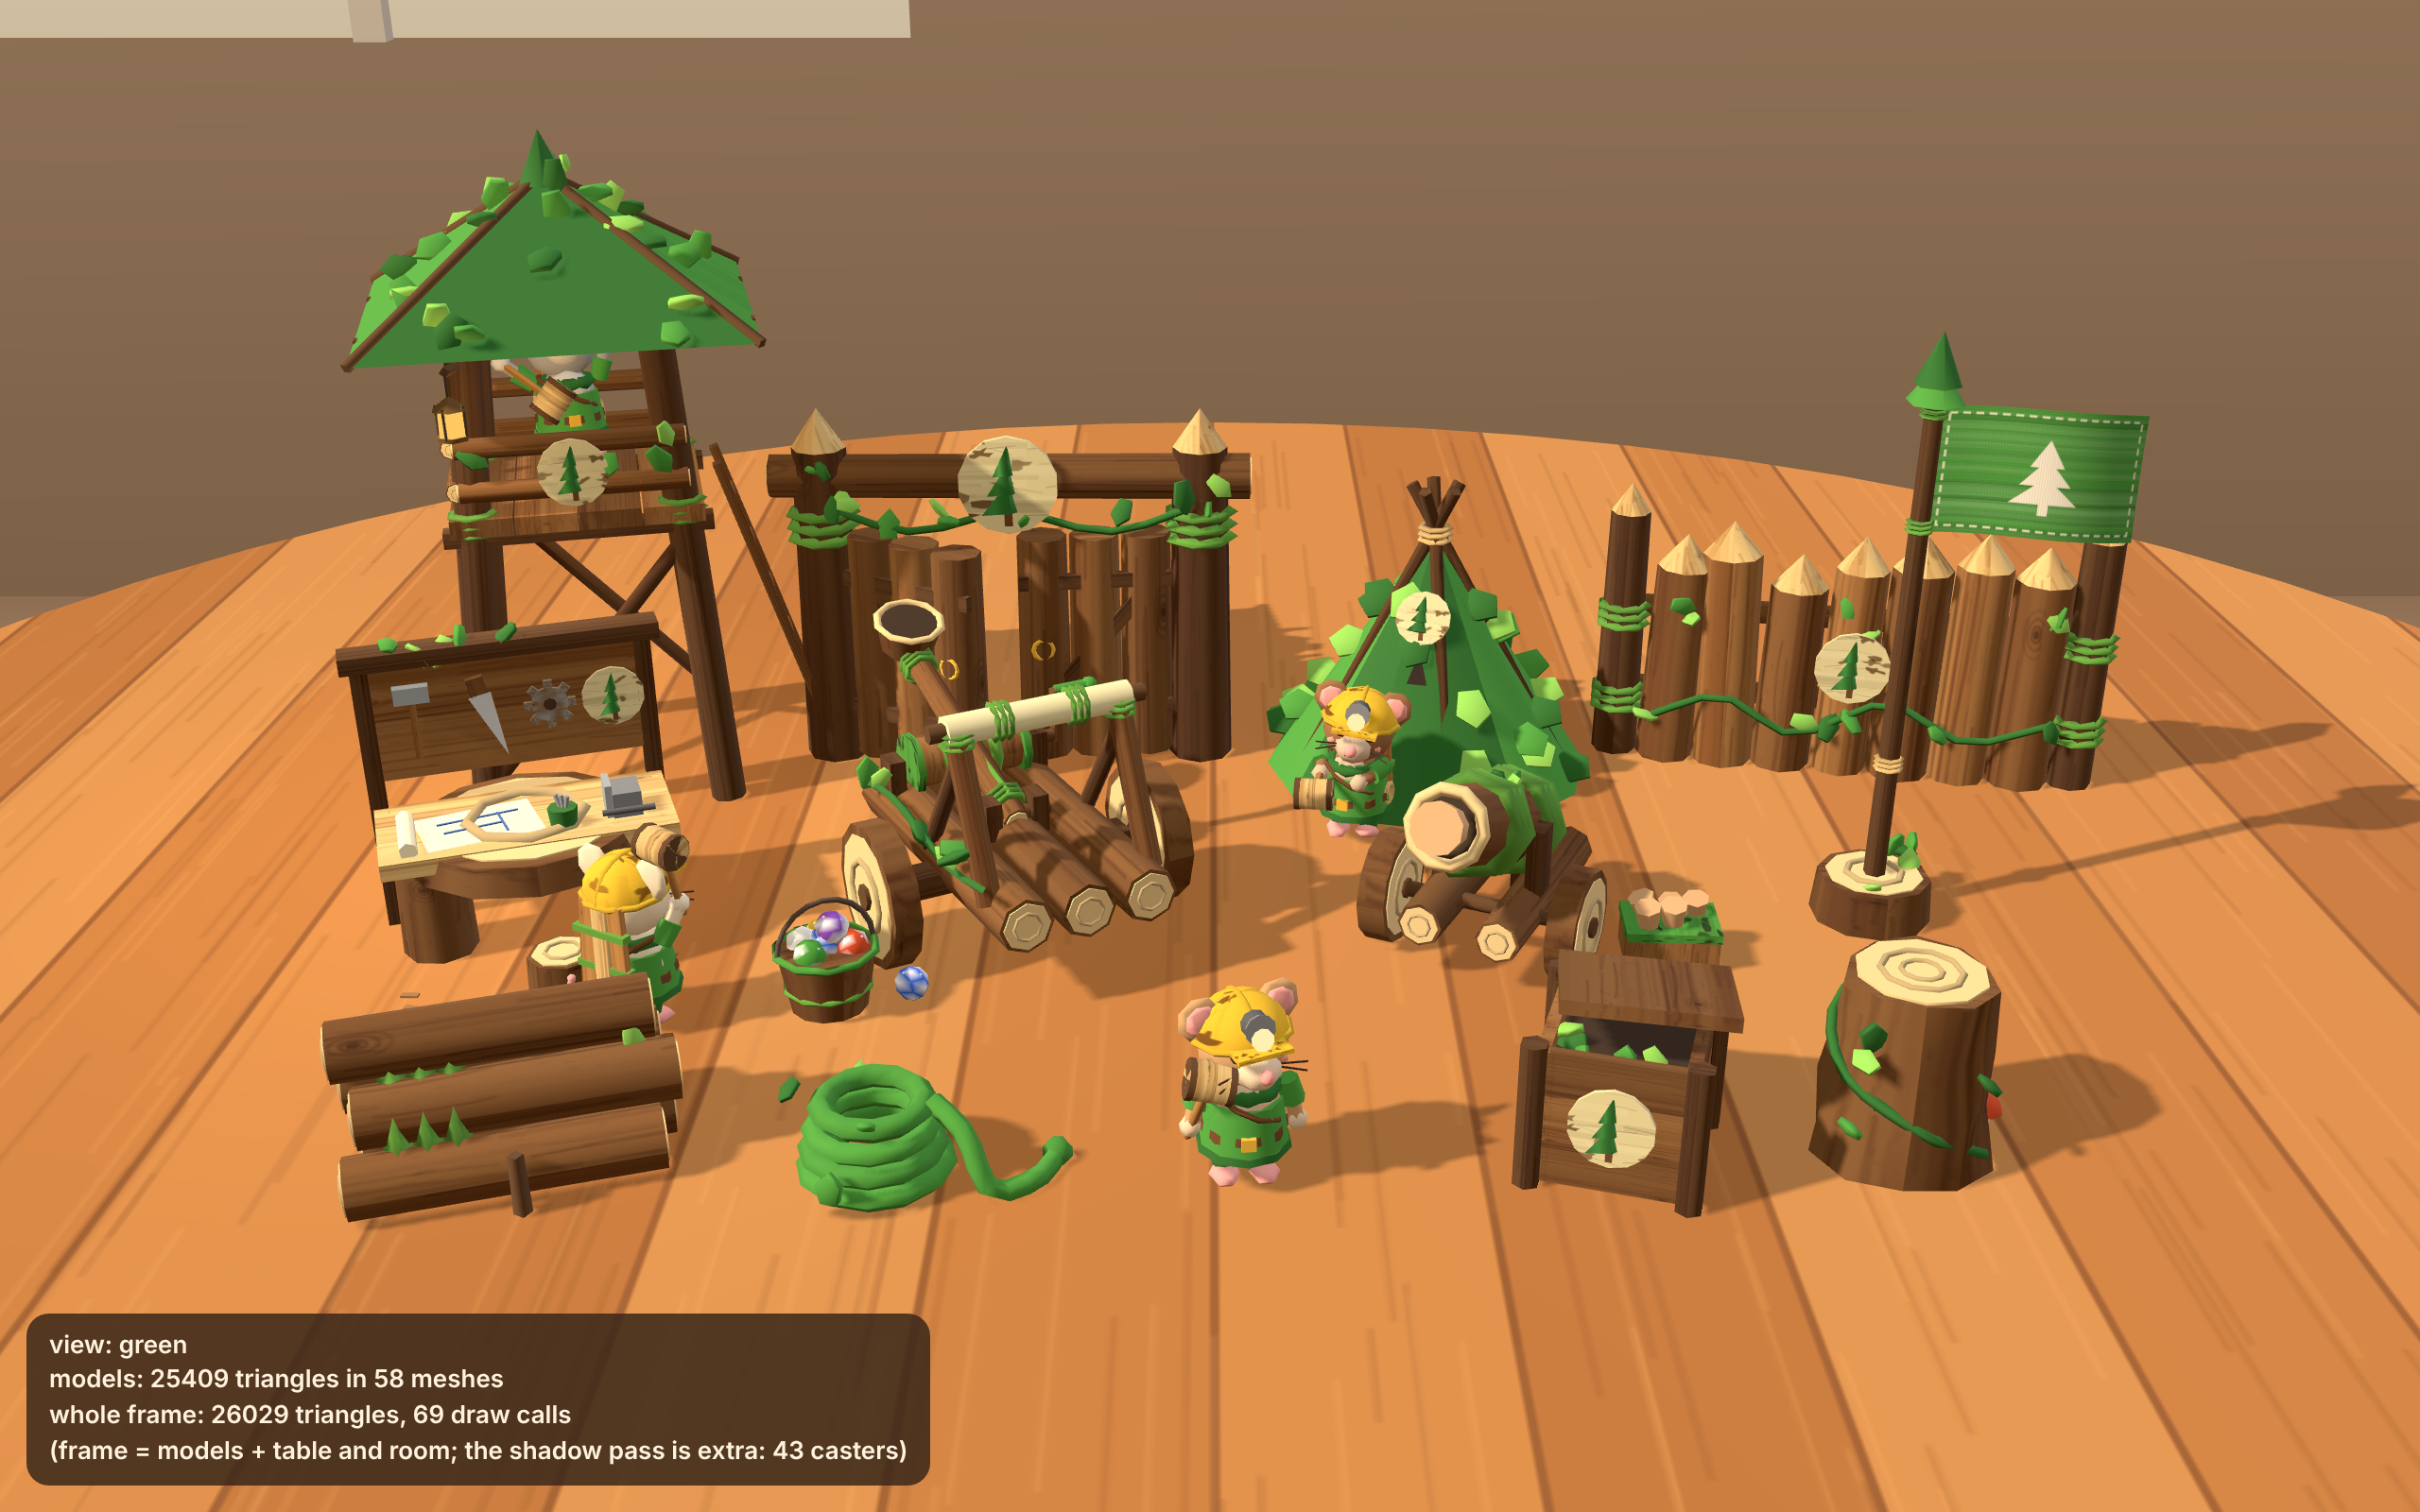 view: green
models: 25409 triangles in 58 meshes
whole frame: 26029 triangles, 69 draw calls
(frame = models + table and room; the shadow pass is extra: 43 casters)